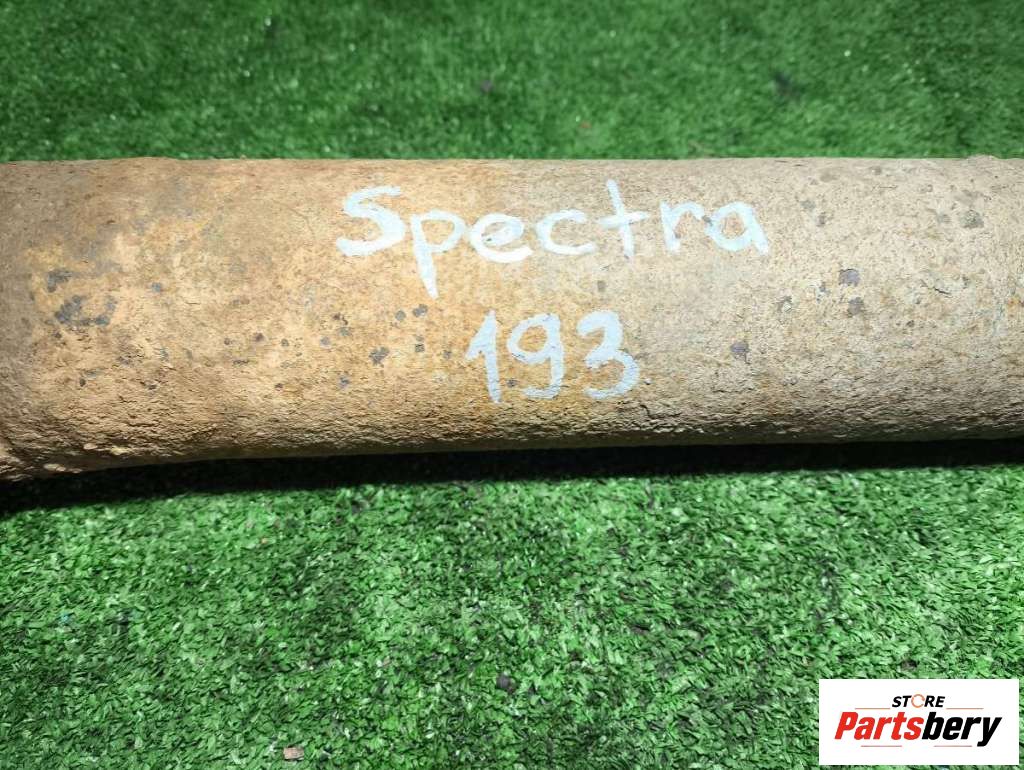 Spectra
193
STORE
Partsbery